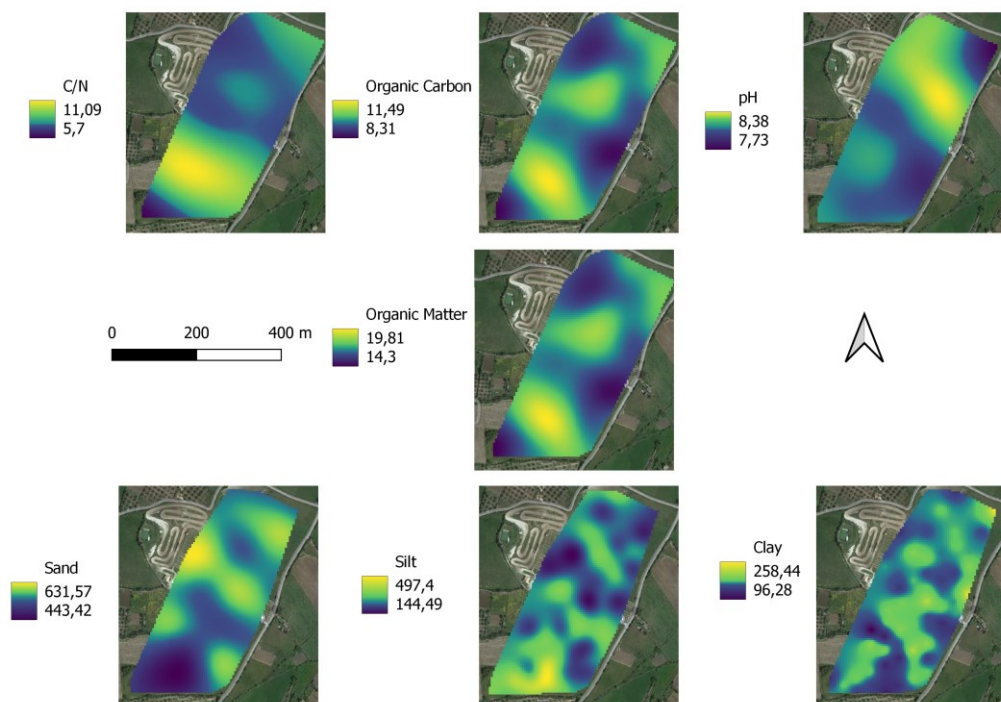 C/N
11,09
5,7
Organic Carbon
11,49
8,31
pH
8,38
7,73
0 200 400 m
Organic Matter
19,81
14,3
Sand
631,57
443,42
Silt
497,4
144,49
Clay
258,44
96,28